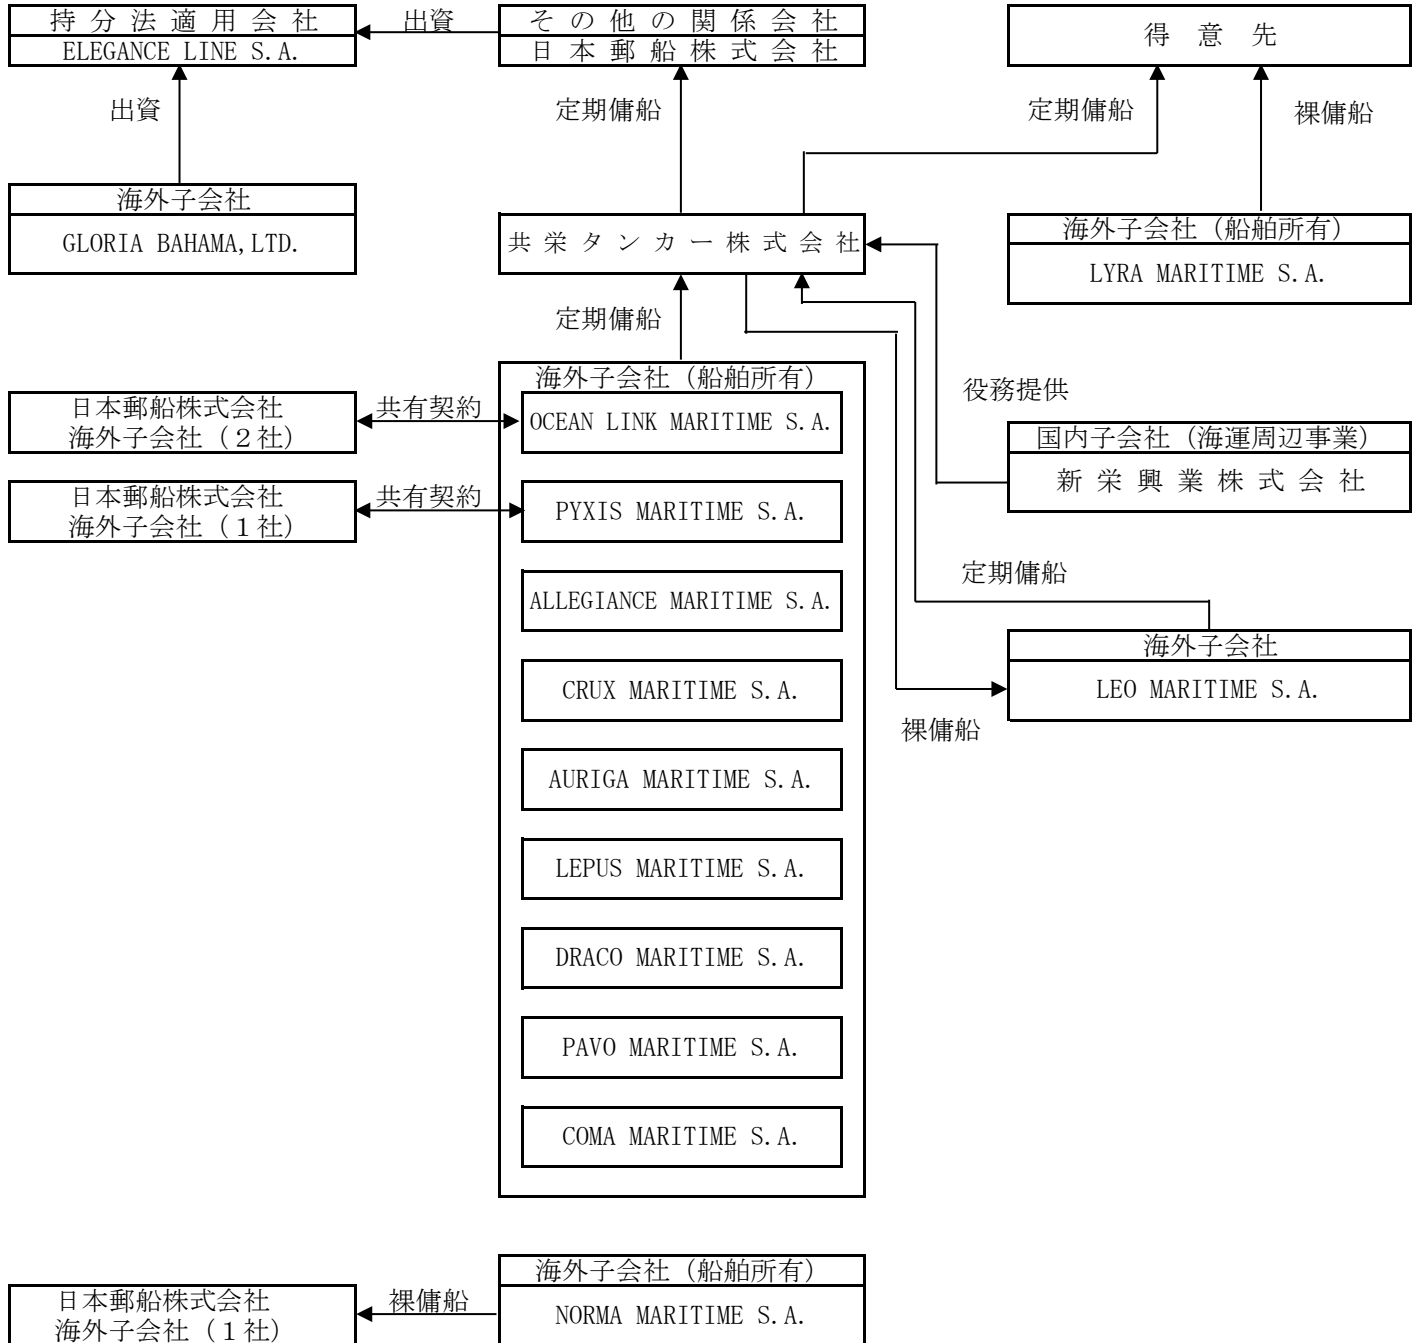 持分法適用会社
ELEGANCE LINE S.A.
出資
その他の関係会社
日本郵船株式会社
得意先
出資
定期傭船
定期傭船
裸傭船
海外子会社
GLORIA BAHAMA,LTD.
共栄タンカー株式会社
海外子会社（船舶所有）
LYRA MARITIME S.A.
定期傭船
海外子会社（船舶所有）
日本郵船株式会社
海外子会社（２社）
共有契約
OCEAN LINK MARITIME S.A.
役務提供
国内子会社（海運周辺事業）
新栄興業株式会社
日本郵船株式会社
海外子会社（１社）
共有契約
PYXIS MARITIME S.A.
定期傭船
ALLEGIANCE MARITIME S.A.
海外子会社
LEO MARITIME S.A.
裸傭船
CRUX MARITIME S.A.
AURIGA MARITIME S.A.
LEPUS MARITIME S.A.
DRACO MARITIME S.A.
PAVO MARITIME S.A.
COMA MARITIME S.A.
海外子会社（船舶所有）
NORMA MARITIME S.A.
裸傭船
日本郵船株式会社
海外子会社（１社）